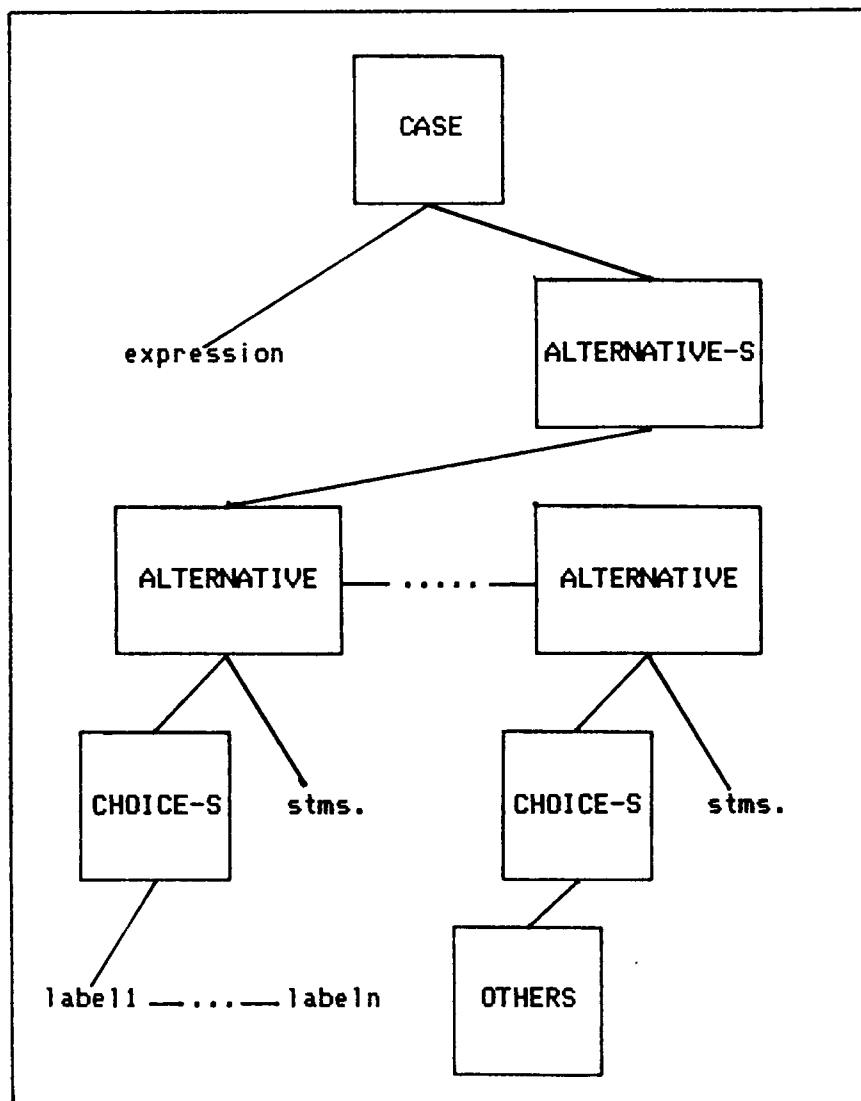 CASE
expression
ALTERNATIVE-S
ALTERNATIVE ..... ALTERNATIVE
CHOICE-S stms. CHOICE-S stms.
label1 ... labeln
OTHERS